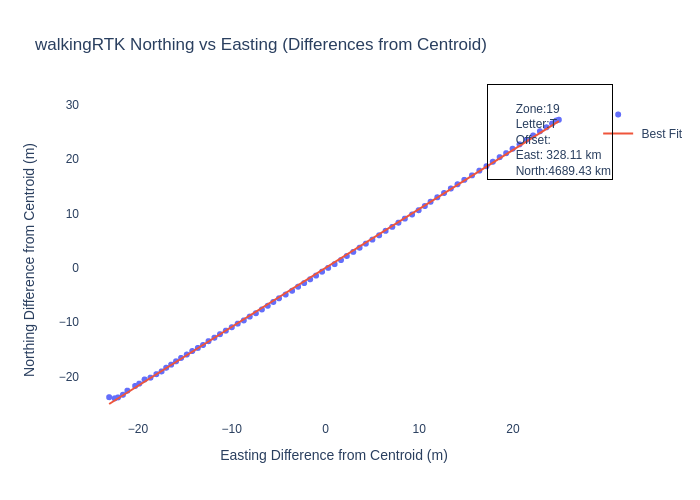 walkingRTK Northing vs Easting (Differences from Centroid)
Zone:19
Letter:T
Offset:
East: 328.11 km
North:4689.43 km
Best Fit
30
20
10
0
−10
−20
Northing Difference from Centroid (m)
−20 −10 0 10 20
Easting Difference from Centroid (m)